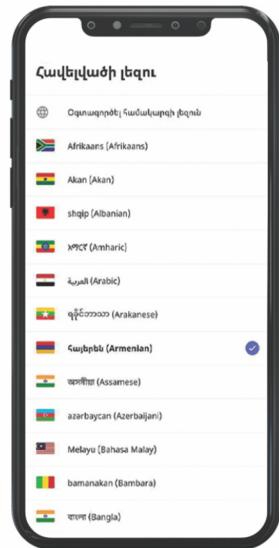 Հավելվածի լեզու
Օգտագործել համակարգի լեզուն
Afrikaans (Afrikaans)
Akan (Akan)
shqip (Albanian)
አማርኛ (Amharic)
العربية (Arabic)
ရခိုင်ဘာသာ (Arakanese)
հայերեն (Armenian)
অসমীয়া (Assamese)
azərbaycan (Azerbaijani)
Melayu (Bahasa Malay)
bamanakan (Bambara)
বাংলা (Bangla)